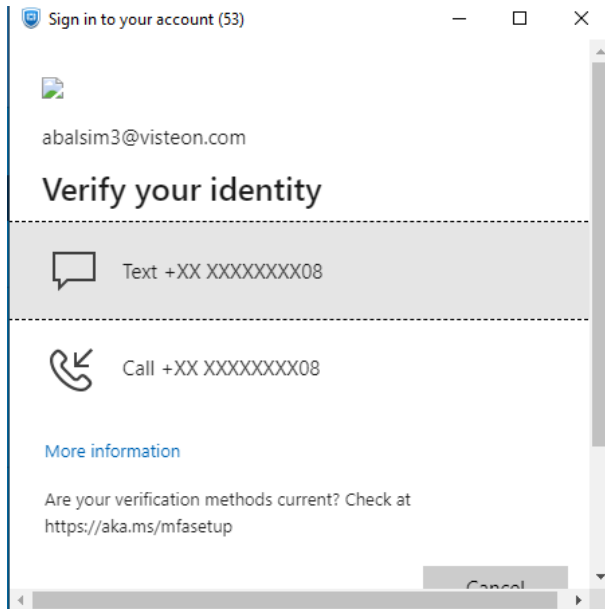 Sign in to your account (53)
abalsim3@visteon.com
Verify your identity
Text +XX XXXXXXXX08
Call +XX XXXXXXXX08
More information
Are your verification methods current? Check at
https://aka.ms/mfasetup
Cancel